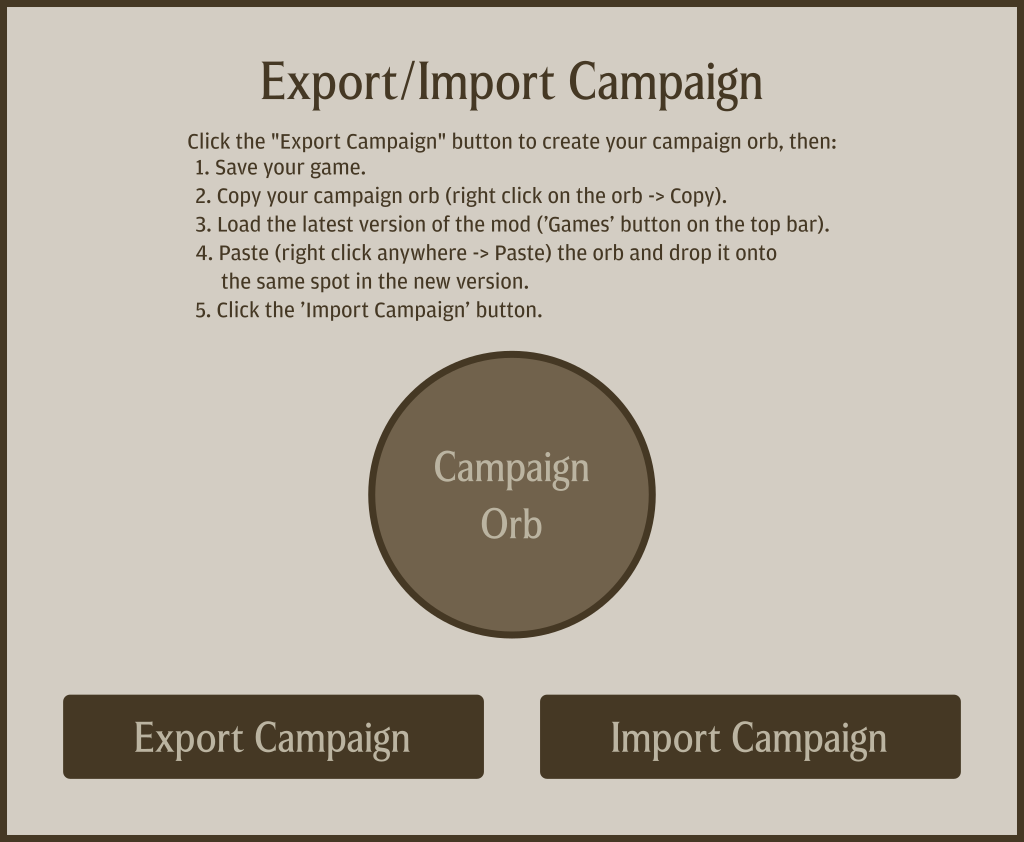 Export/Import Campaign
Click the "Export Campaign" button to create your campaign orb, then:
1. Save your game.
2. Copy your campaign orb (right click on the orb -> Copy).
3. Load the latest version of the mod (’Games’ button on the top bar).
4. Paste (right click anywhere -> Paste) the orb and drop it onto
the same spot in the new version.
5. Click the ’Import Campaign’ button.
Campaign
Orb
Export Campaign
Import Campaign